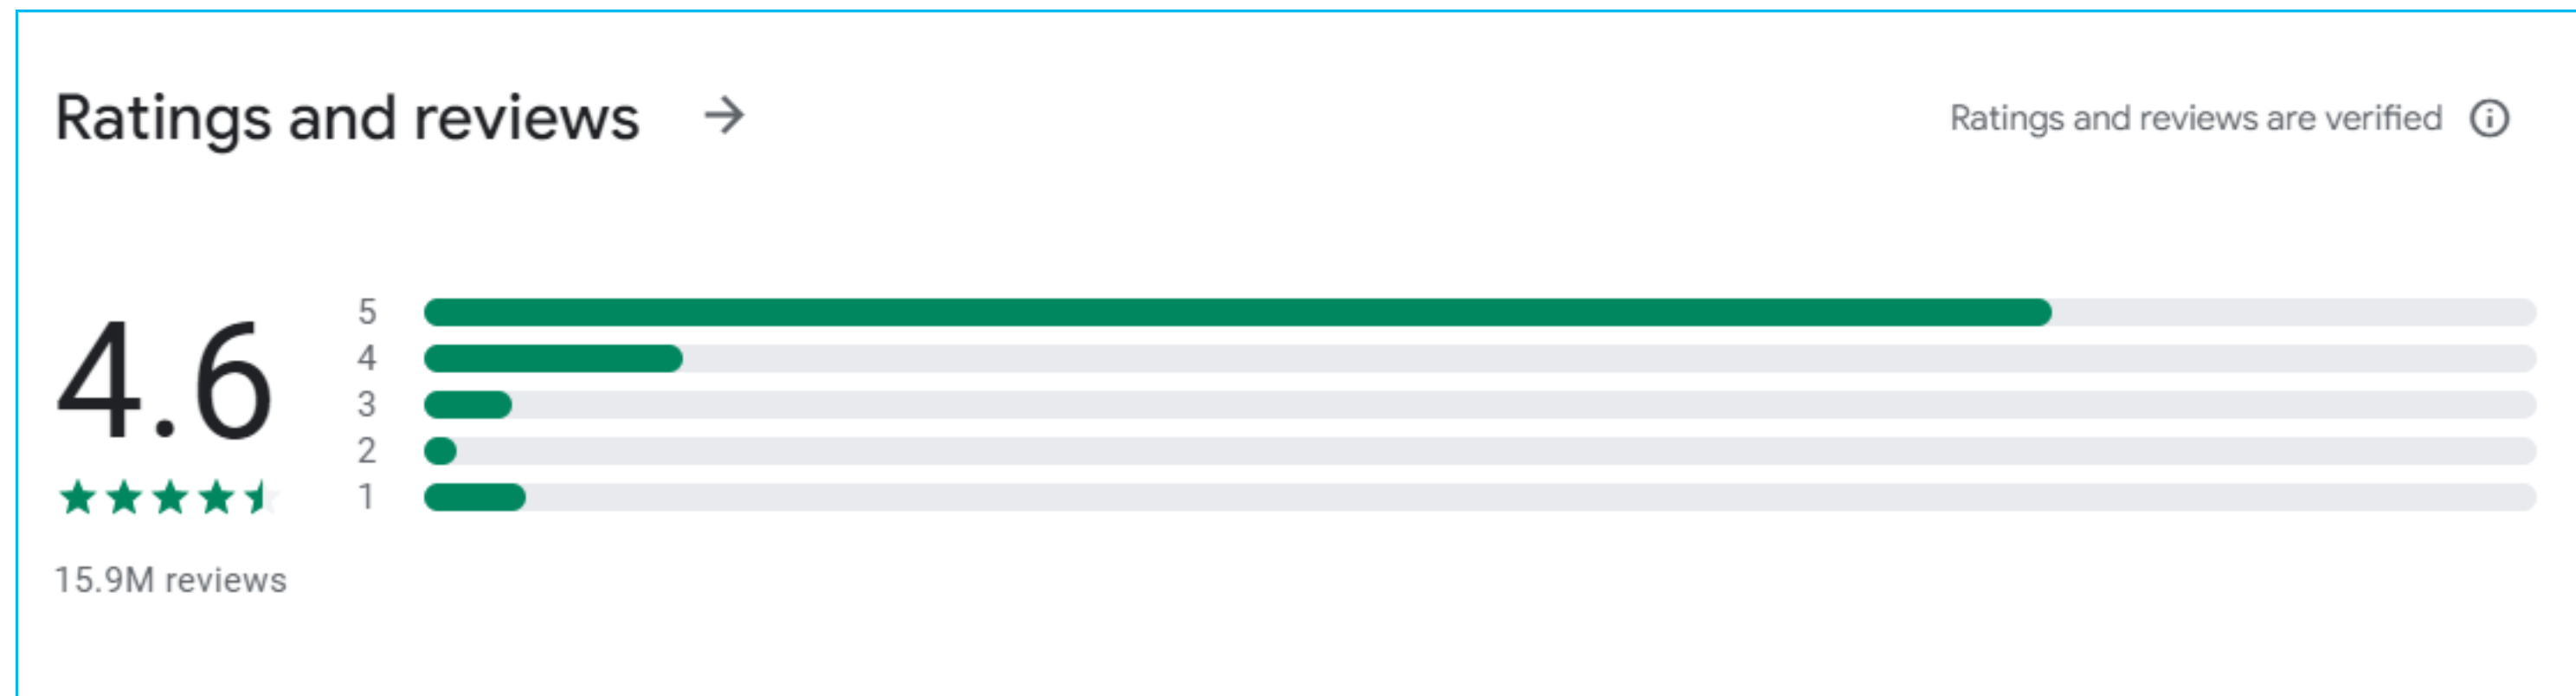 Ratings and reviews
Ratings and reviews are verified
4.6
5
4
3
2
1
15.9M reviews